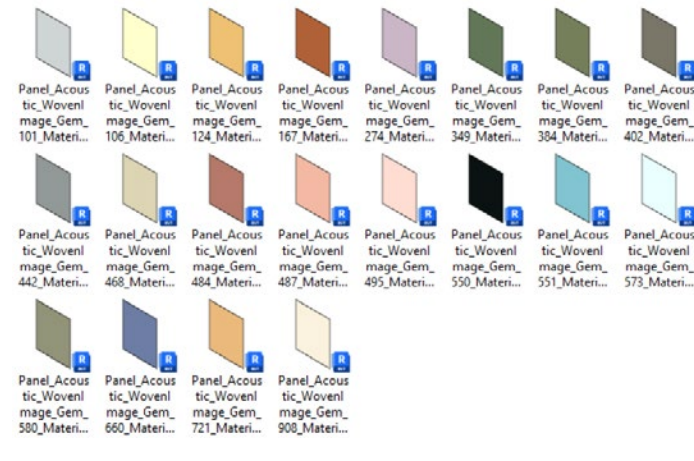 R R R R R R R R
Panel_Acous Panel_Acous Panel_Acous Panel_Acous Panel_Acous Panel_Acous Panel_Acous Panel_Acous
tic_WovenI tic_WovenI tic_WovenI tic_WovenI tic_WovenI tic_WovenI tic_WovenI tic_WovenI
mage_Gem_ mage_Gem_ mage_Gem_ mage_Gem_ mage_Gem_ mage_Gem_ mage_Gem_ mage_Gem_
101_Materi... 106_Materi... 124_Materi... 167_Materi... 274_Materi... 349_Materi... 384_Materi... 402_Materi...
R R R R R R R R
Panel_Acous Panel_Acous Panel_Acous Panel_Acous Panel_Acous Panel_Acous Panel_Acous Panel_Acous
tic_WovenI tic_WovenI tic_WovenI tic_WovenI tic_WovenI tic_WovenI tic_WovenI tic_WovenI
mage_Gem_ mage_Gem_ mage_Gem_ mage_Gem_ mage_Gem_ mage_Gem_ mage_Gem_ mage_Gem_
442_Materi... 468_Materi... 484_Materi... 487_Materi... 495_Materi... 550_Materi... 551_Materi... 573_Materi...
R R R R
Panel_Acous Panel_Acous Panel_Acous Panel_Acous
tic_WovenI tic_WovenI tic_WovenI tic_WovenI
mage_Gem_ mage_Gem_ mage_Gem_ mage_Gem_
580_Materi... 660_Materi... 721_Materi... 908_Materi...